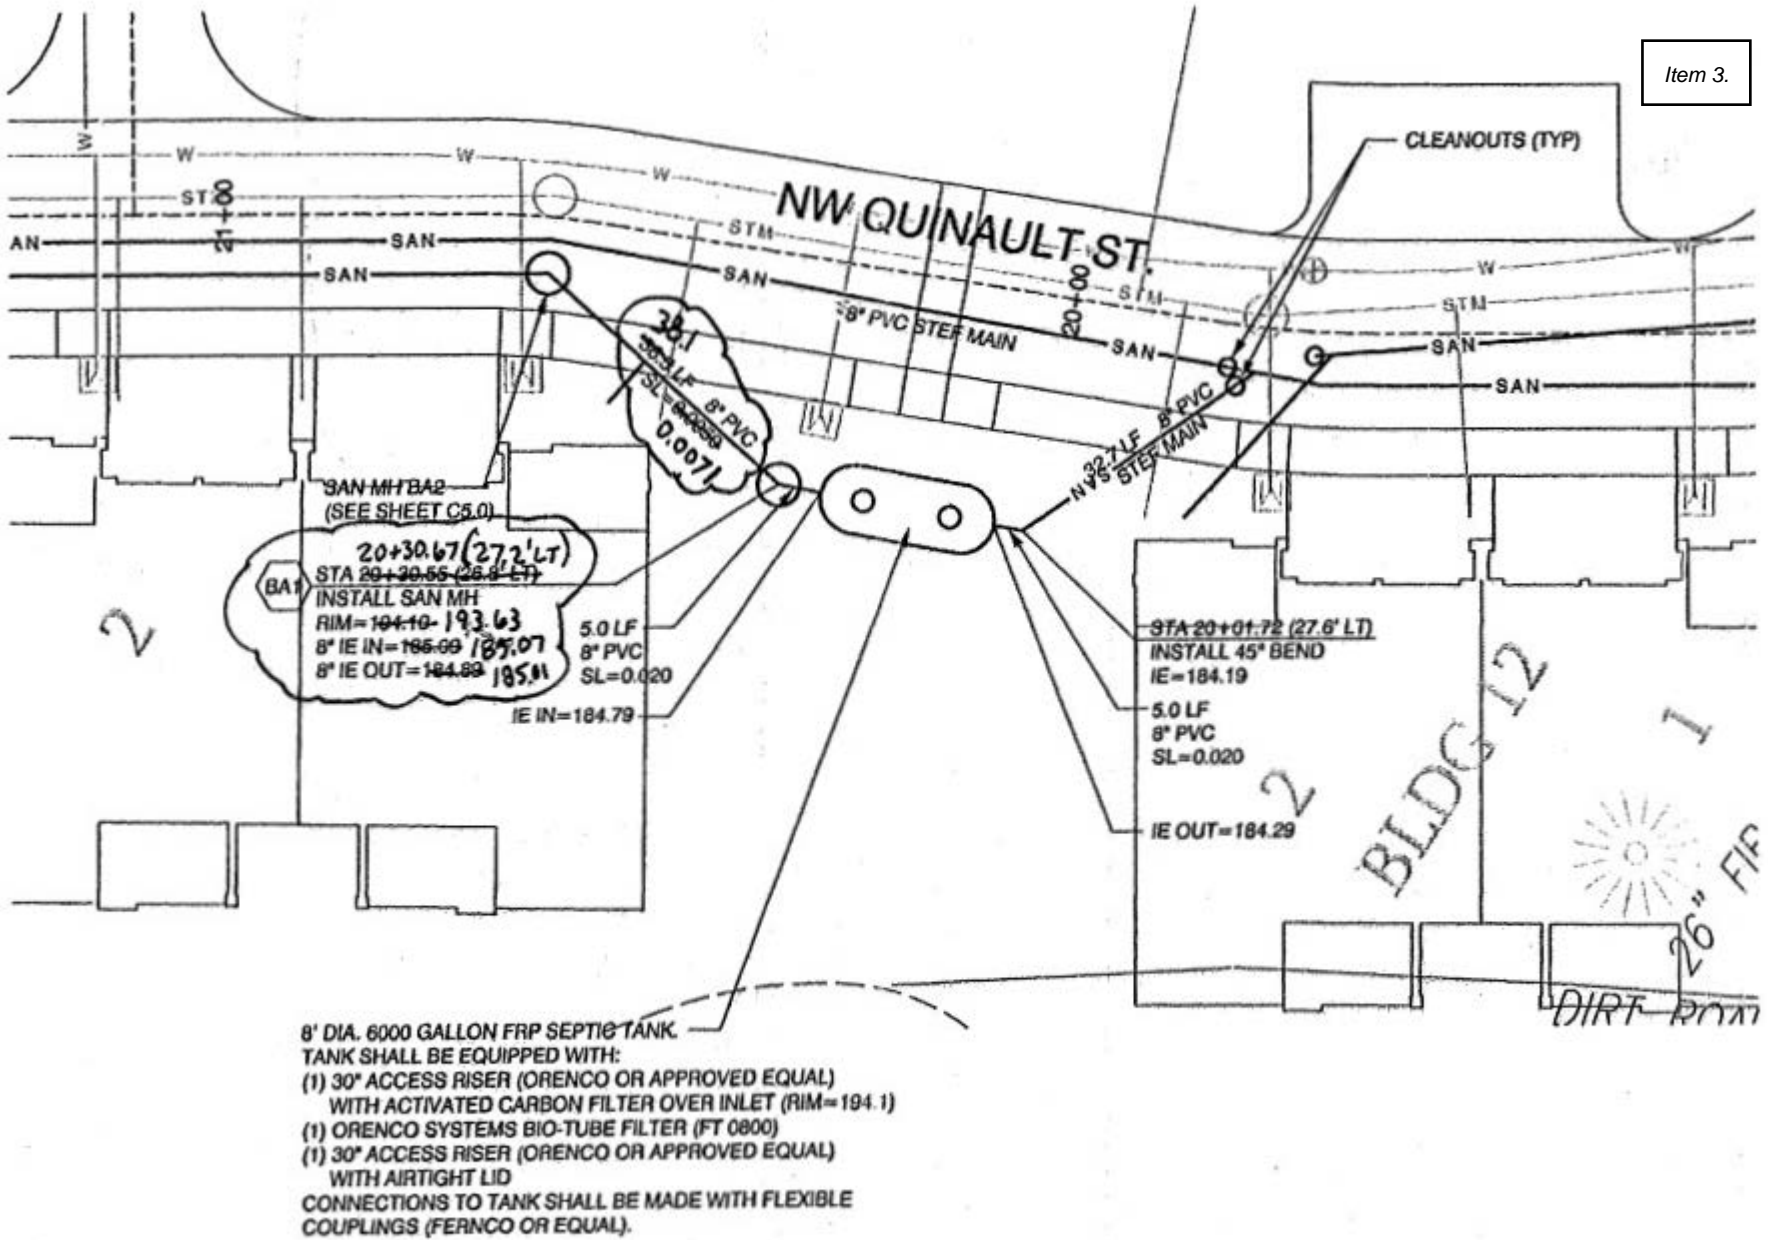 Item 3.
CLEANOUTS (TYP)
W
W
W
W
W
W
ST
21+00
STM
STM
STM
AN
SAN
SAN
SAN
SAN
SAN
SAN
NW QUINAULT ST.
20+00
8" PVC STEF MAIN
38.1
LF 8" PVC
SL=0.0050
0.0071
32.7 LF 8" PVC
STEF MAIN
SAN MH BA2
(SEE SHEET C5.0)
20+30.67 (27.2' LT)
BA1
STA 20+30.55 (26.8' LT)
INSTALL SAN MH
RIM=194.10 193.63
8" IE IN=185.09 185.07
8" IE OUT=184.89 185.01
5.0 LF
8" PVC
SL=0.020
IE IN=184.79
STA 20+01.72 (27.6' LT)
INSTALL 45° BEND
IE=184.19
5.0 LF
8" PVC
SL=0.020
IE OUT=184.29
2
2
1
BLDG 12
26" FIR
DIRT
8' DIA. 6000 GALLON FRP SEPTIC TANK.
TANK SHALL BE EQUIPPED WITH:
(1) 30" ACCESS RISER (ORENCO OR APPROVED EQUAL)
WITH ACTIVATED CARBON FILTER OVER INLET (RIM=194.1)
(1) ORENCO SYSTEMS BIO-TUBE FILTER (FT 0800)
(1) 30" ACCESS RISER (ORENCO OR APPROVED EQUAL)
WITH AIRTIGHT LID
CONNECTIONS TO TANK SHALL BE MADE WITH FLEXIBLE
COUPLINGS (FERNCO OR EQUAL).